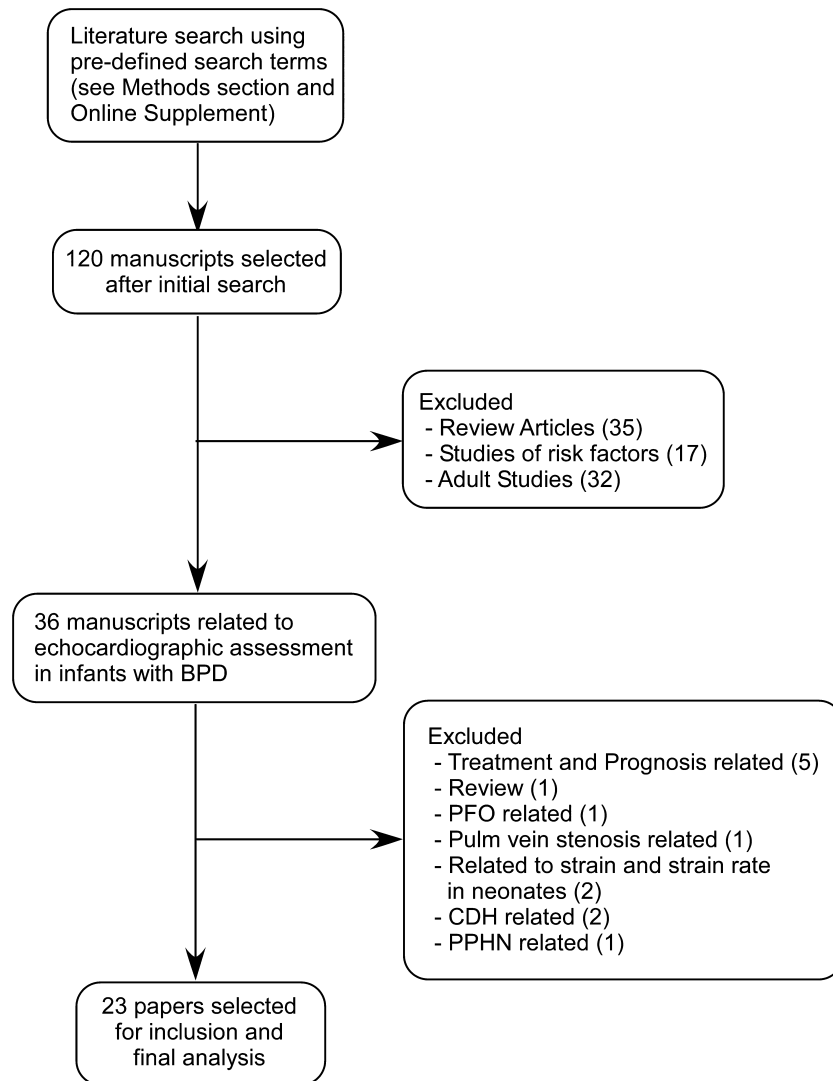 Literature search using
pre-defined search terms
(see Methods section and
Online Supplement)
120 manuscripts selected
after initial search
Excluded
- Review Articles (35)
- Studies of risk factors (17)
- Adult Studies (32)
36 manuscripts related to
echocardiographic assessment
in infants with BPD
Excluded
- Treatment and Prognosis related (5)
- Review (1)
- PFO related (1)
- Pulm vein stenosis related (1)
- Related to strain and strain rate
in neonates (2)
- CDH related (2)
- PPHN related (1)
23 papers selected
for inclusion and
final analysis